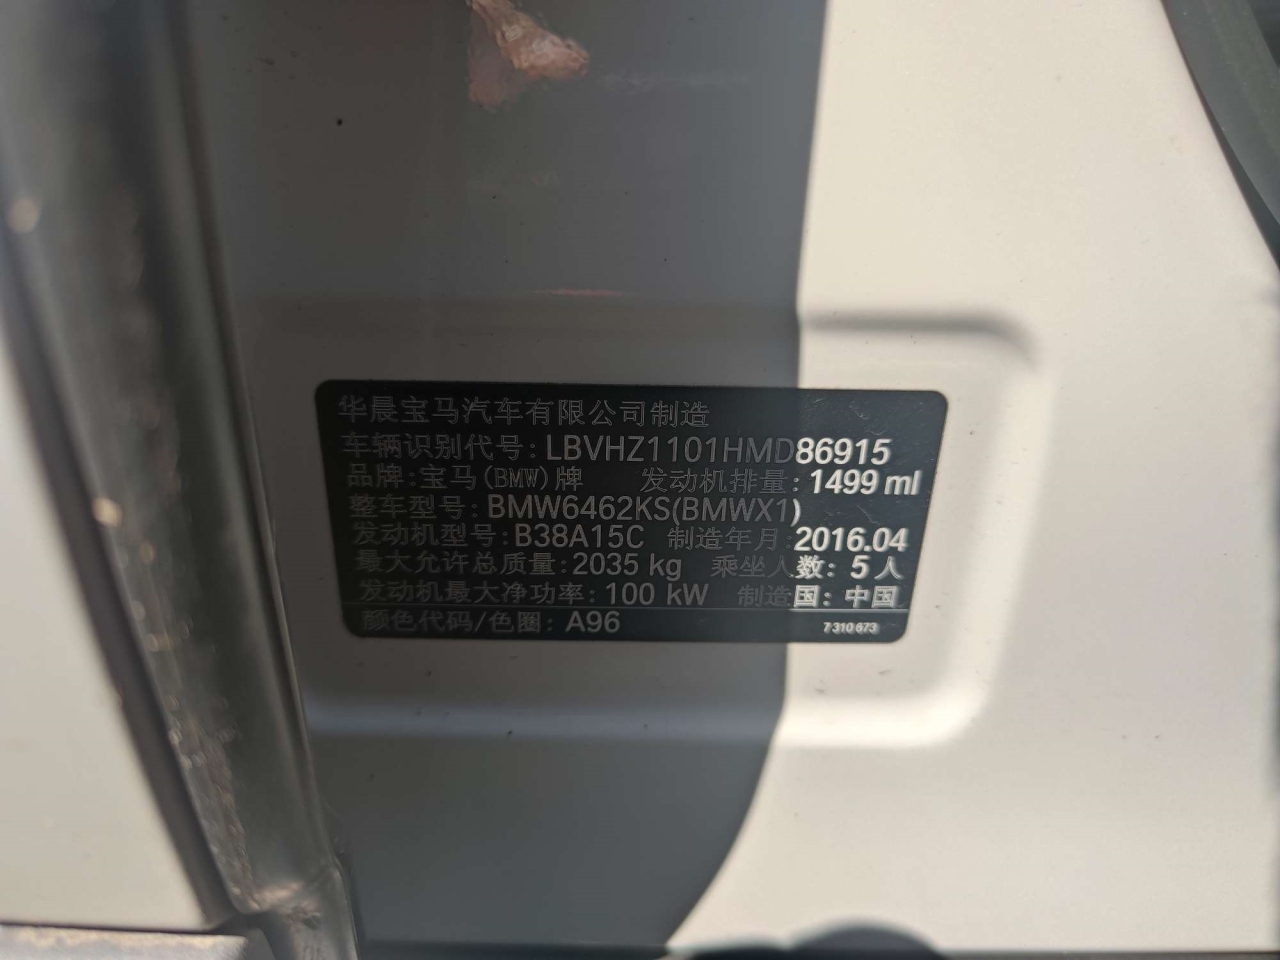 华晨宝马汽车有限公司制造
车辆识别代号: LBVHZ1101HMD86915
品牌: 宝马(BMW)牌 发动机排量: 1499 ml
整车型号: BMW6462KS(BMWX1)
发动机型号: B38A15C 制造年月: 2016.04
最大允许总质量: 2035 kg 乘坐人数: 5 人
发动机最大净功率: 100 kW 制造国: 中国
颜色代码/色圈: A96 7 310 673